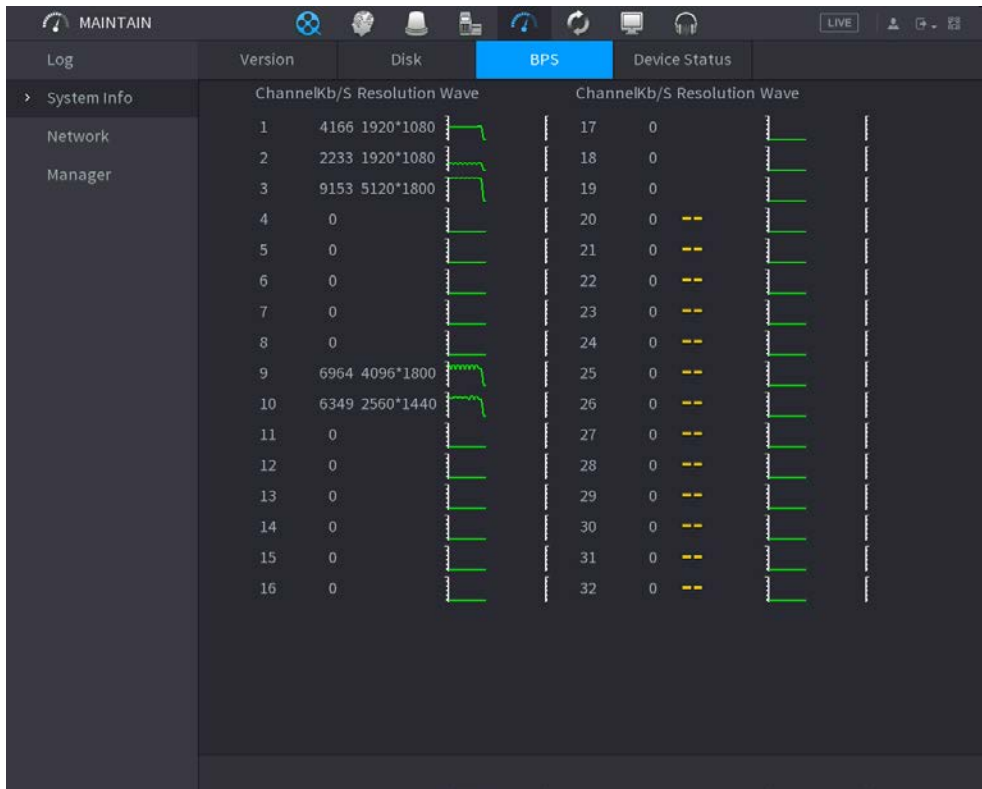 MAINTAIN LIVE
Log Version Disk BPS Device Status
> System Info ChannelKb/S Resolution Wave ChannelKb/S Resolution Wave
1 4166 1920*1080 17 0
Network
2 2233 1920*1080 18 0
Manager
3 9153 5120*1800 19 0
4 0 20 0 --
5 0 21 0 --
6 0 22 0 --
7 0 23 0 --
8 0 24 0 --
9 6964 4096*1800 25 0 --
10 6349 2560*1440 26 0 --
11 0 27 0 --
12 0 28 0 --
13 0 29 0 --
14 0 30 0 --
15 0 31 0 --
16 0 32 0 --